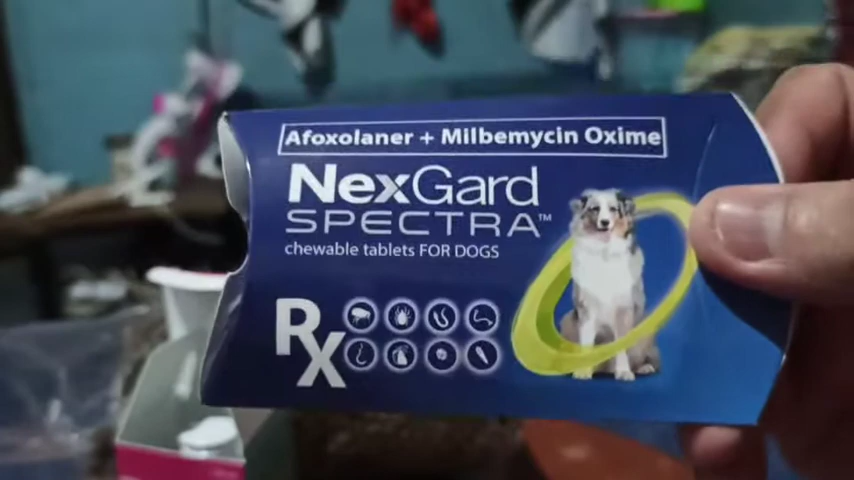 Afoxolaner + Milbemycin Oxime
NexGard
SPECTRA™
chewable tablets FOR DOGS
Rx